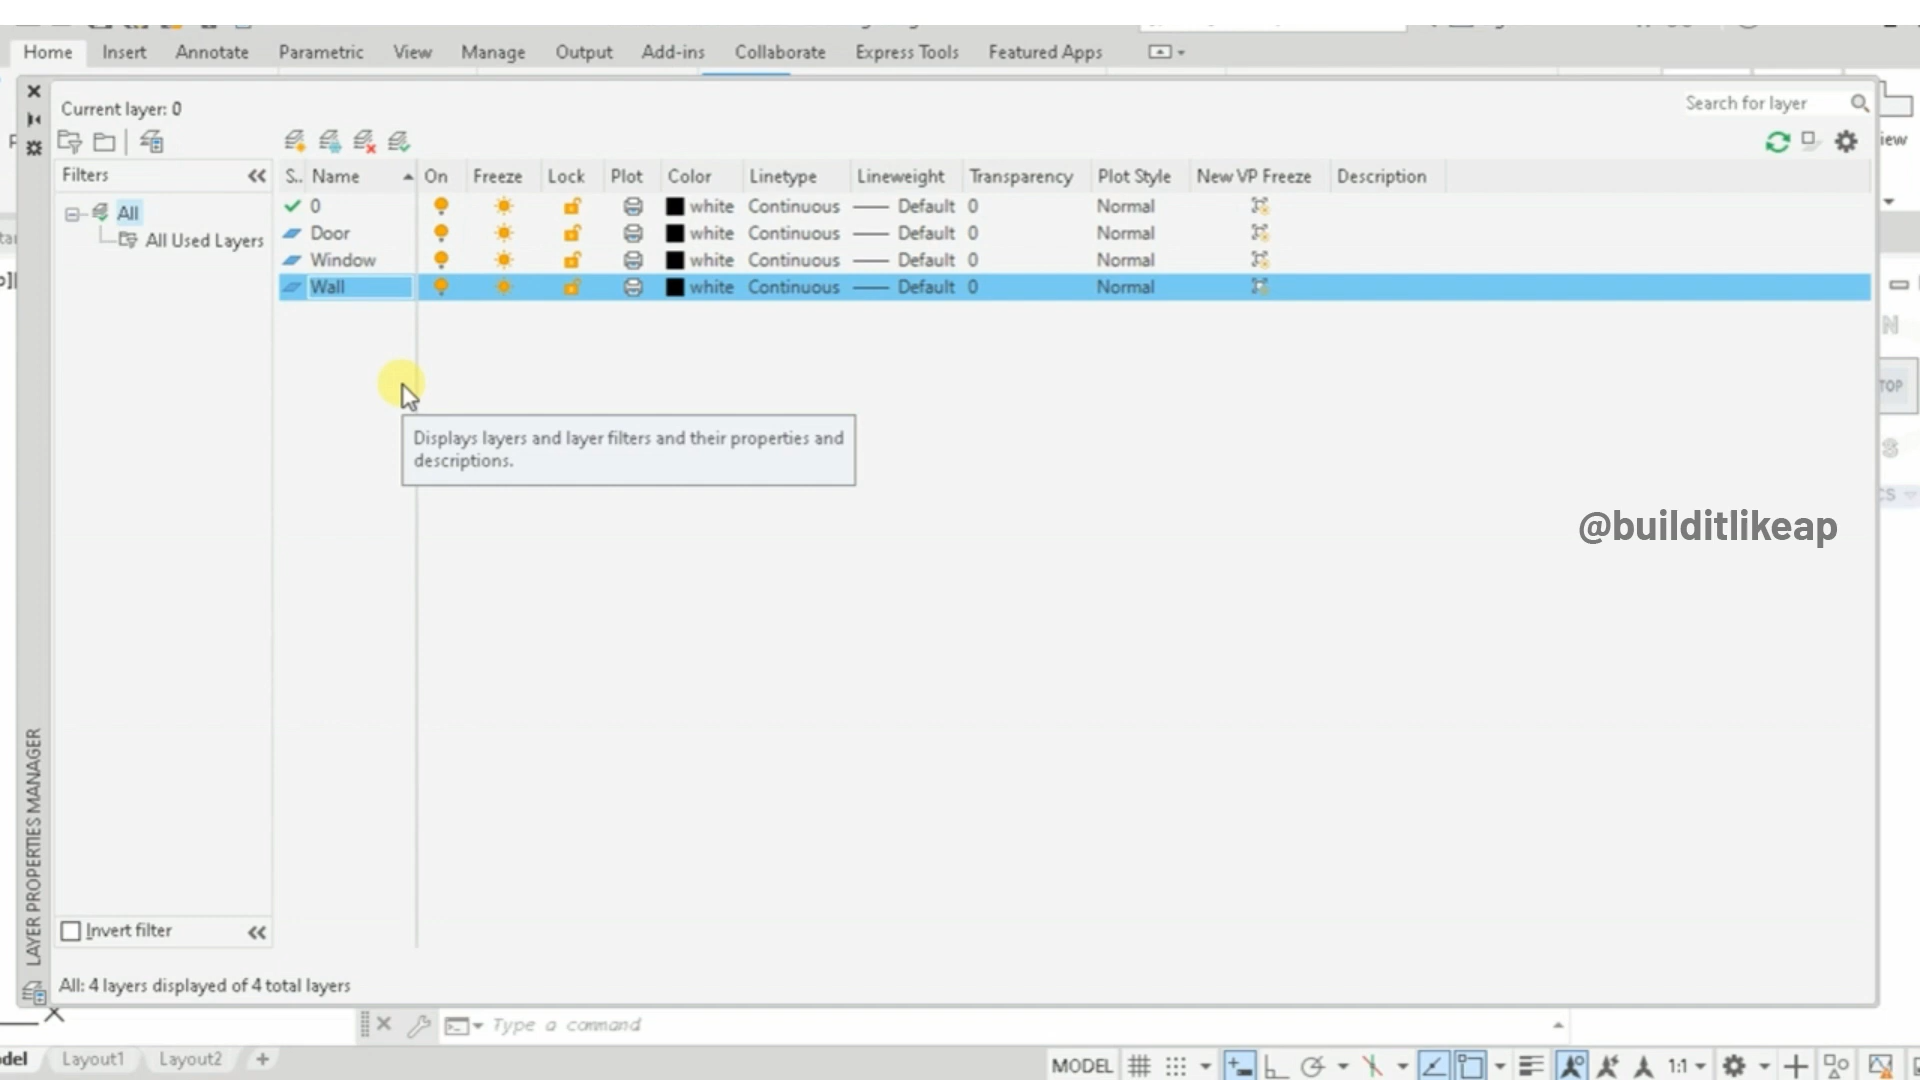 Home Insert Annotate Parametric View Manage Output Add-ins Collaborate Express Tools Featured Apps
Current layer: 0
Search for layer
Filters
S.. Name On Freeze Lock Plot Color Linetype Lineweight Transparency Plot Style New VP Freeze Description
All
All Used Layers
0 white Continuous Default 0 Normal
Door white Continuous Default 0 Normal
Window white Continuous Default 0 Normal
Wall white Continuous Default 0 Normal
N
TOP
S
Displays layers and layer filters and their properties and
descriptions.
@builditlikeap
LAYER PROPERTIES MANAGER
Invert filter
All: 4 layers displayed of 4 total layers
Type a command
Layout1 Layout2 +
MODEL 1:1